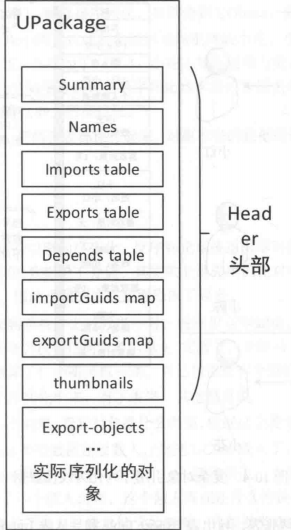 UPackage
Summary
Names
Imports table
Exports table
Depends table
importGuids map
exportGuids map
thumbnails
Head
er
头部
Export-objects
...
实际序列化的对
象